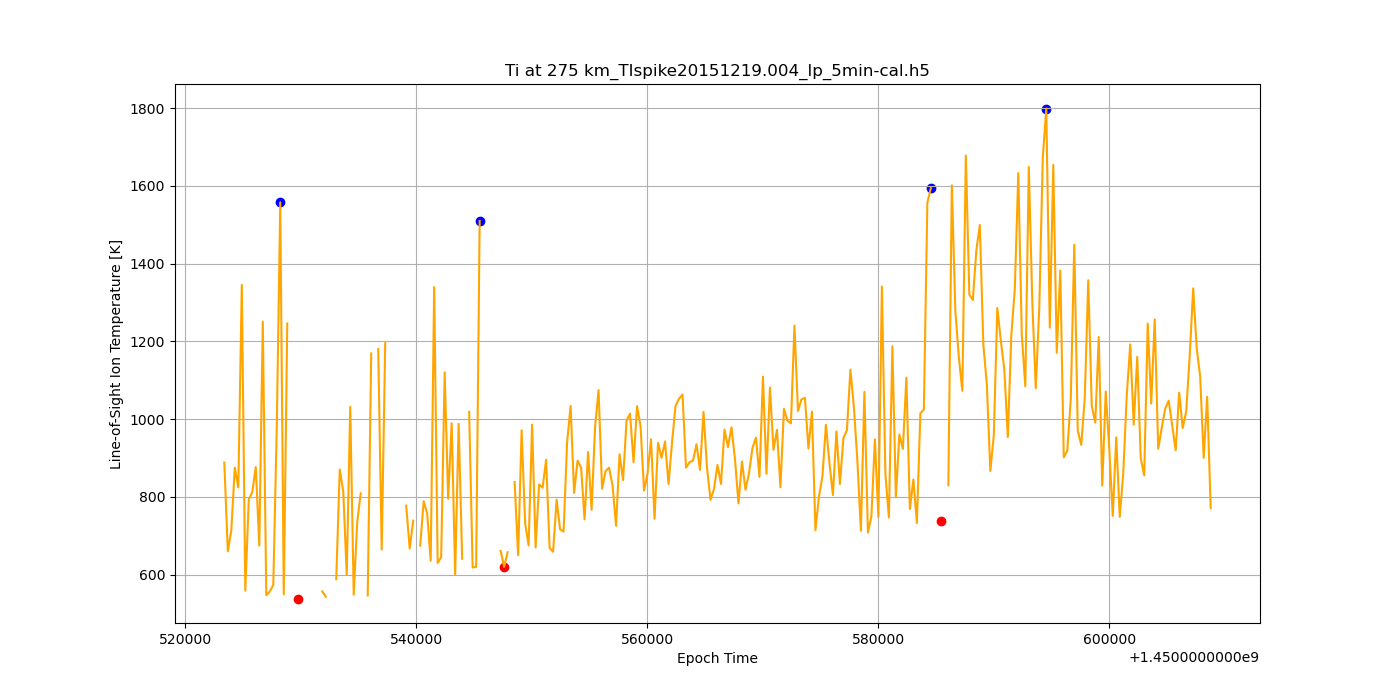 Ti at 275 km_TIspike20151219.004_lp_5min-cal.h5
Line-of-Sight Ion Temperature [K]
1800
1600
1400
1200
1000
800
600
520000 540000 560000 580000 600000
Epoch Time
+1.4500000000e9